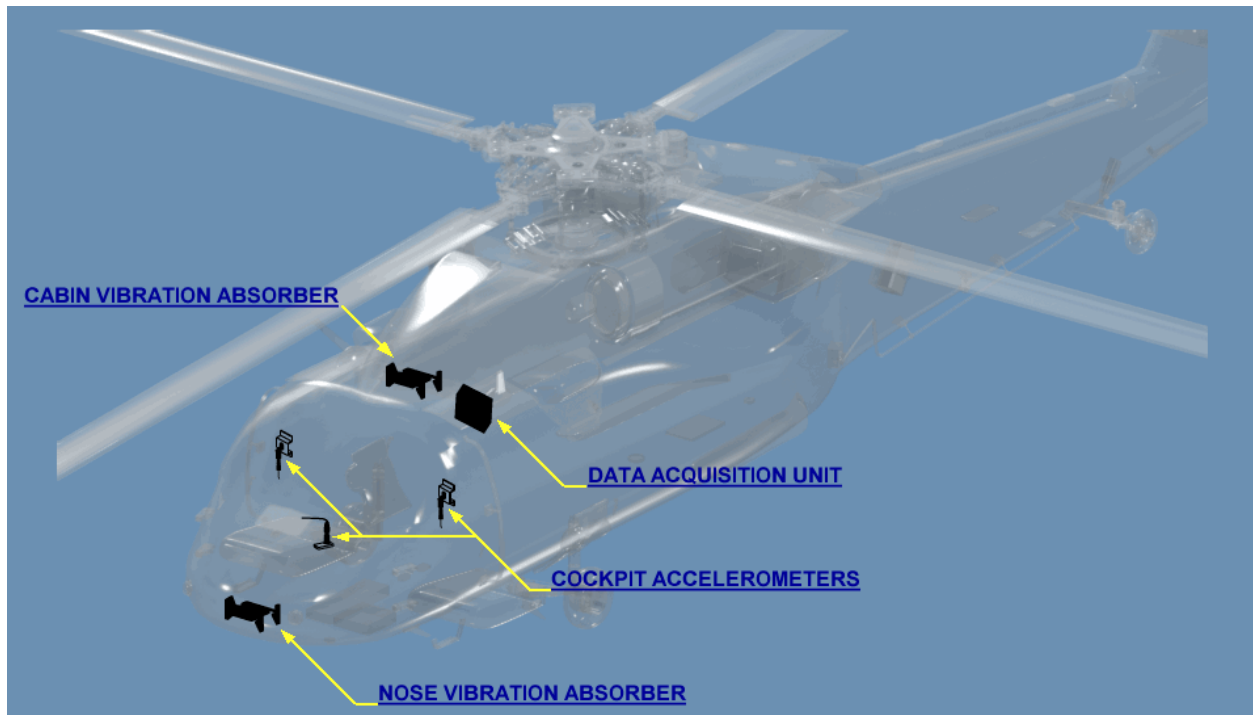 CABIN VIBRATION ABSORBER
DATA ACQUISITION UNIT
COCKPIT ACCELEROMETERS
NOSE VIBRATION ABSORBER